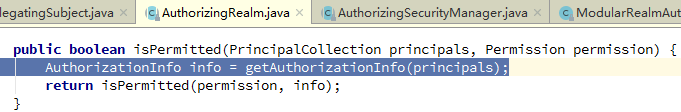 legatingSubject.java AuthorizingRealm.java AuthorizingSecurityManager.java ModularRealmAut
public boolean isPermitted(PrincipalCollection principals, Permission permission) {
AuthorizationInfo info = getAuthorizationInfo(principals);
return isPermitted(permission, info);
}